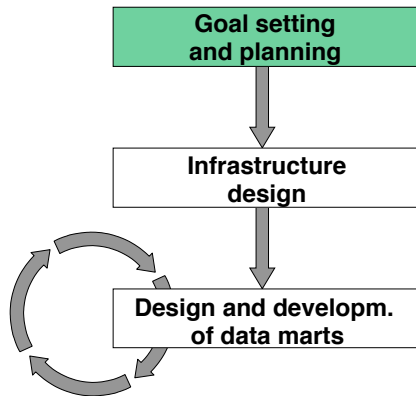 Goal setting
and planning
Infrastructure
design
Design and developm.
of data marts